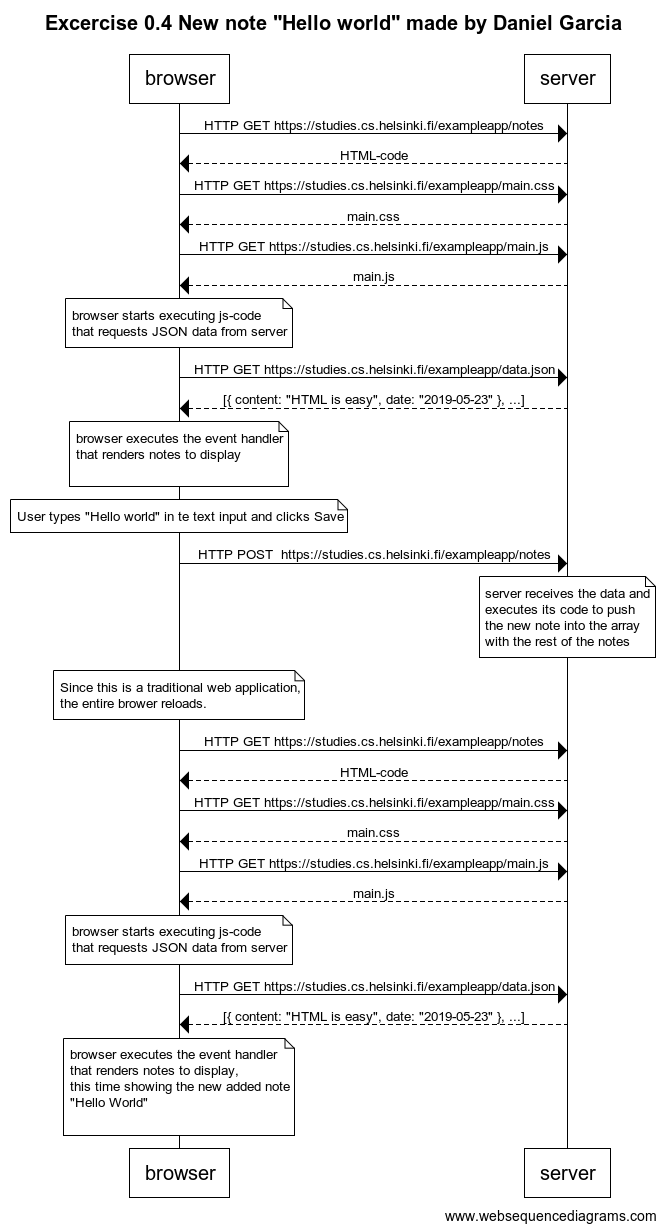 Excercise 0.4 New note "Hello world" made by Daniel Garcia
browser
server
HTTP GET https://studies.cs.helsinki.fi/exampleapp/notes
HTML-code
HTTP GET https://studies.cs.helsinki.fi/exampleapp/main.css
main.css
HTTP GET https://studies.cs.helsinki.fi/exampleapp/main.js
main.js
browser starts executing js-code
that requests JSON data from server
HTTP GET https://studies.cs.helsinki.fi/exampleapp/data.json
[{ content: "HTML is easy", date: "2019-05-23" }, ...]
browser executes the event handler
that renders notes to display
User types "Hello world" in te text input and clicks Save
HTTP POST  https://studies.cs.helsinki.fi/exampleapp/notes
server receives the data and
executes its code to push
the new note into the array
with the rest of the notes
Since this is a traditional web application,
the entire brower reloads.
HTTP GET https://studies.cs.helsinki.fi/exampleapp/notes
HTML-code
HTTP GET https://studies.cs.helsinki.fi/exampleapp/main.css
main.css
HTTP GET https://studies.cs.helsinki.fi/exampleapp/main.js
main.js
browser starts executing js-code
that requests JSON data from server
HTTP GET https://studies.cs.helsinki.fi/exampleapp/data.json
[{ content: "HTML is easy", date: "2019-05-23" }, ...]
browser executes the event handler
that renders notes to display,
this time showing the new added note
"Hello World"
browser
server
www.websequencediagrams.com